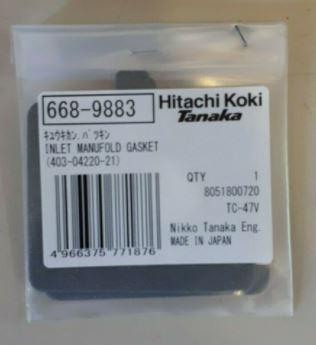 668-9883
Hitachi Koki
Tanaka
キュウキカン.パツキン
INLET MANUFOLD GASKET
(403-04220-21)
QTY 1
8051800720
TC-47V
Nikko Tanaka Eng.
MADE IN JAPAN
4 966375 771876